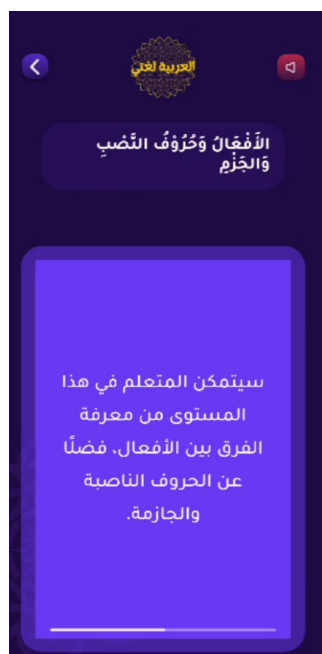 العربية لغتي
الأَفْعَالُ وَحُرُوْفُ النَّصْبِ
وَالجَزْمِ
سيتمكن المتعلم في هذا
المستوى من معرفة
الفرق بين الأفعال، فضلًا
عن الحروف الناصبة
والجازمة.